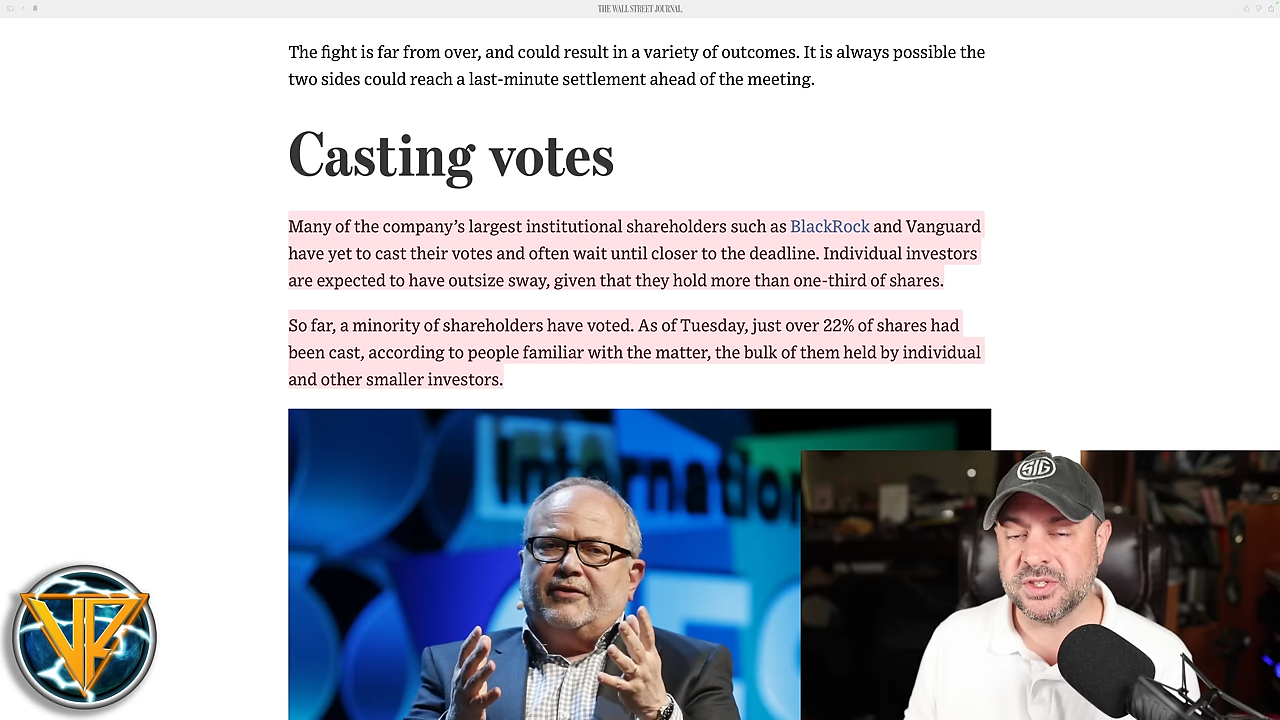 THE WALL STREET JOURNAL.
The fight is far from over, and could result in a variety of outcomes. It is always possible the
two sides could reach a last-minute settlement ahead of the meeting.
Casting votes
Many of the company’s largest institutional shareholders such as BlackRock and Vanguard
have yet to cast their votes and often wait until closer to the deadline. Individual investors
are expected to have outsize sway, given that they hold more than one-third of shares.
So far, a minority of shareholders have voted. As of Tuesday, just over 22% of shares had
been cast, according to people familiar with the matter, the bulk of them held by individual
and other smaller investors.
Internation
SIG